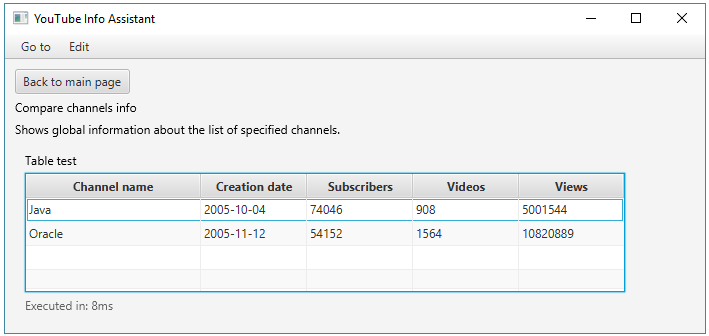 YouTube Info Assistant
Go to Edit
Back to main page
Compare channels info
Shows global information about the list of specified channels.
Table test
Channel name Creation date Subscribers Videos Views
Java 2005-10-04 74046 908 5001544
Oracle 2005-11-12 54152 1564 10820889
Executed in: 8ms